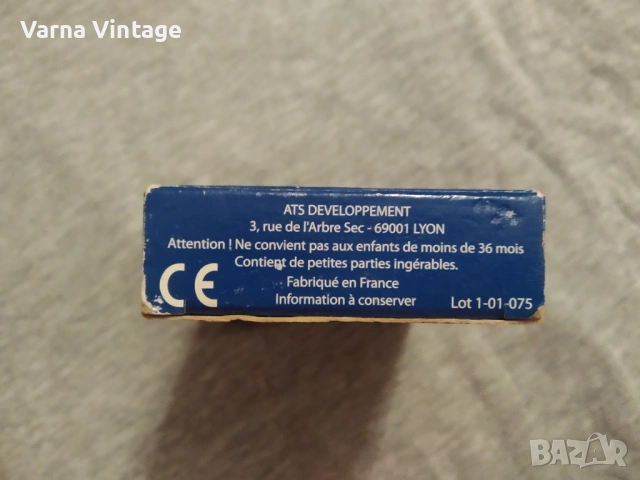 Varna Vintage
ATS DEVELOPPEMENT
3, rue de l'Arbre Sec - 69001 LYON
Attention ! Ne convient pas aux enfants de moins de 36 mois
Contient de petites parties ingérables.
Fabriqué en France
Information à conserver
CE
Lot 1-01-075
BAZAR